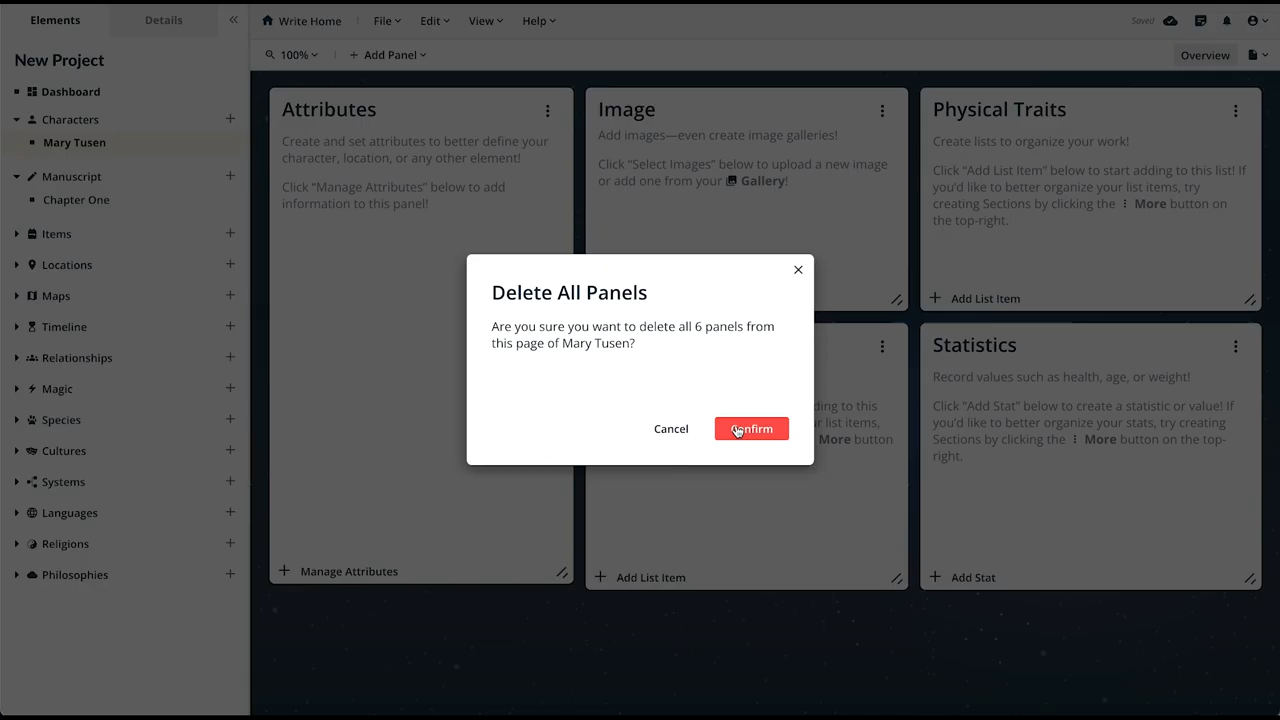 Elements
Details
«
New Project
Dashboard
Characters
Mary Tusen
Manuscript
Chapter One
Items
Locations
Maps
Timeline
Relationships
Magic
Species
Cultures
Systems
Languages
Religions
Philosophies
Write Home
File
Edit
View
Help
Saved
100%
+ Add Panel
Overview
Attributes
Create and set attributes to better define your
character, location, or any other element!
Click “Manage Attributes” below to add
information to this panel!
+ Manage Attributes
Image
Add images—even create image galleries!
Click “Select Images” below to upload a new image
or add one from your Gallery!
Physical Traits
Create lists to organize your work!
Click “Add List Item” below to start adding to this list! If
you’d like to better organize your list items, try
creating Sections by clicking the ⋮ More button on
the top-right.
+ Add List Item
Delete All Panels
Are you sure you want to delete all 6 panels from
this page of Mary Tusen?
Cancel
Confirm
ding to this
r list items,
More button
+ Add List Item
Statistics
Record values such as health, age, or weight!
Click “Add Stat” below to create a statistic or value! If
you’d like to better organize your stats, try creating
Sections by clicking the ⋮ More button on the top-
right.
+ Add Stat